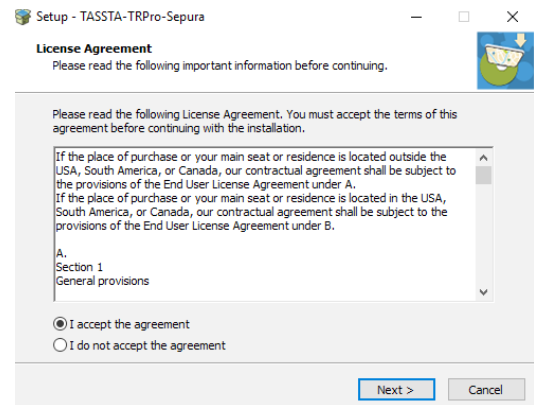 Setup - TASSTA-TRPro-Sepura
License Agreement
Please read the following important information before continuing.
Please read the following License Agreement. You must accept the terms of this
agreement before continuing with the installation.
If the place of purchase or your main seat or residence is located outside the
USA, South America, or Canada, our contractual agreement shall be subject to
the provisions of the End User License Agreement under A.
If the place of purchase or your main seat or residence is located in the USA,
South America, or Canada, our contractual agreement shall be subject to the
provisions of the End User License Agreement under B.
A.
Section 1
General provisions
I accept the agreement
I do not accept the agreement
Next >
Cancel